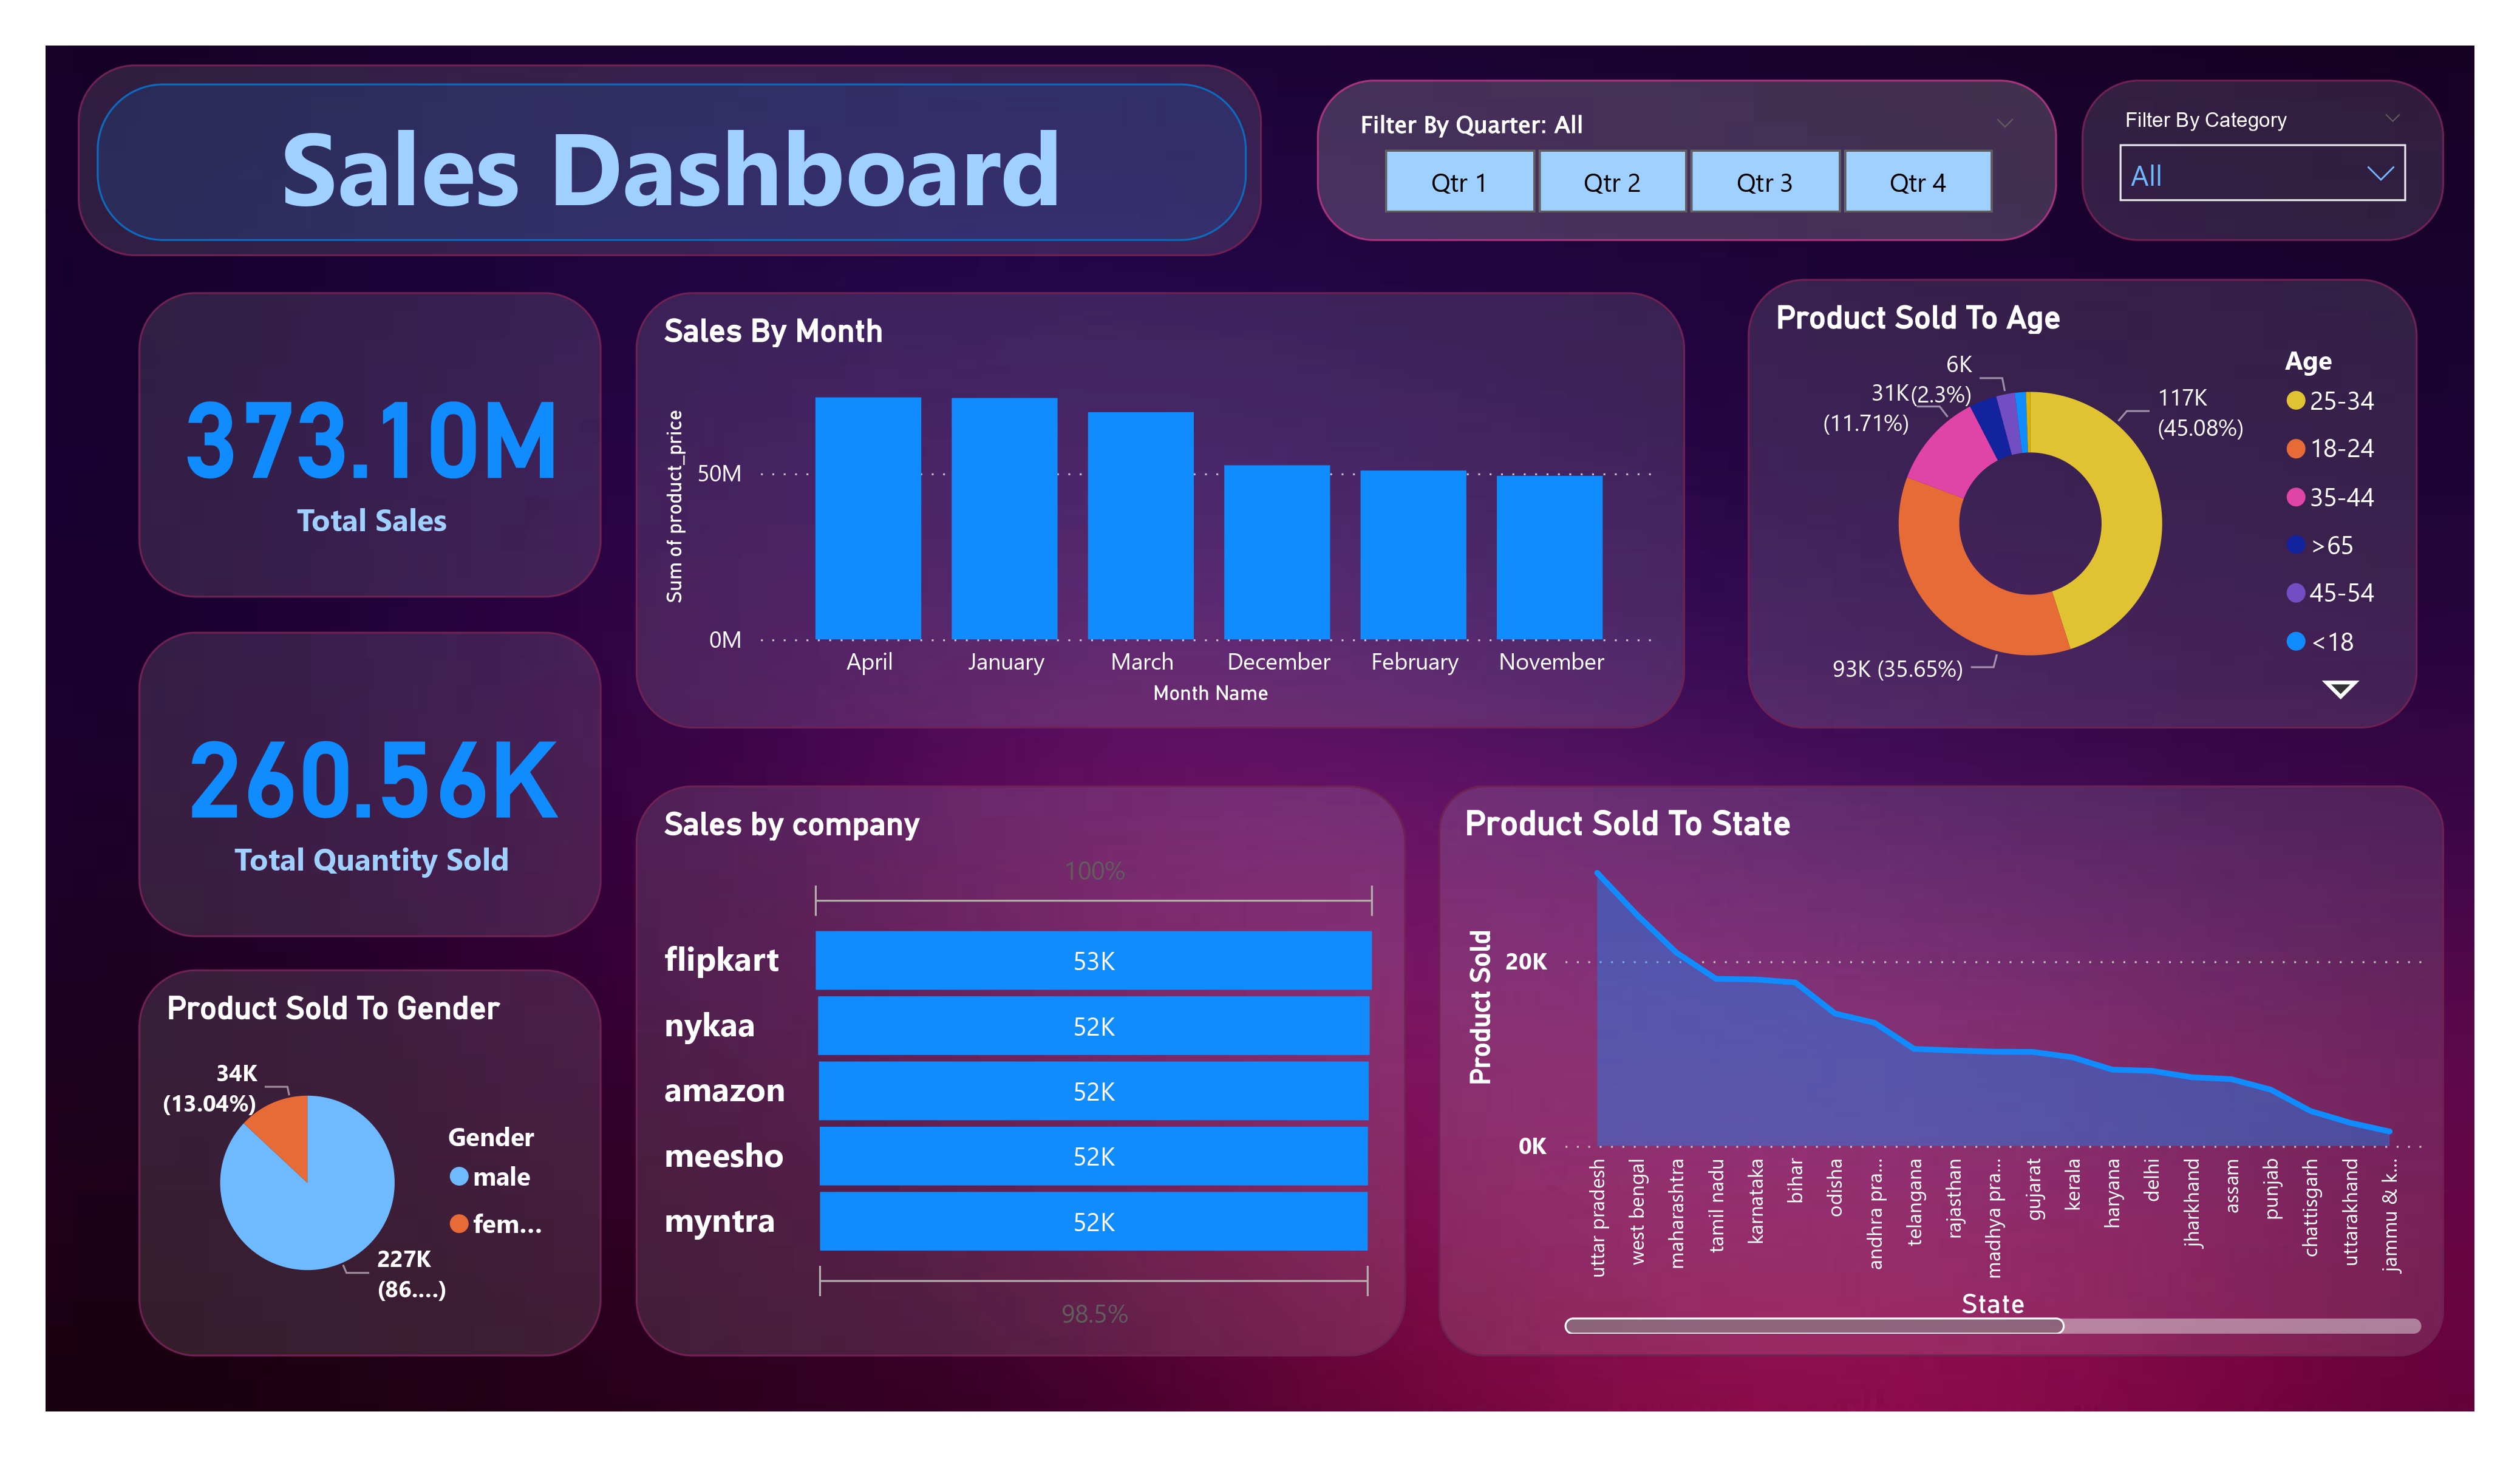 Sales Dashboard
Filter By Quarter: All
Qtr 1
Qtr 2
Qtr 3
Qtr 4
Filter By Category
All
373.10M
Total Sales
260.56K
Total Quantity Sold
Product Sold To Gender
34K
(13.04%)
Gender
male
fem...
227K
(86....)
Sales By Month
Sum of product_price
50M
0M
April
January
March
December
February
November
Month Name
Product Sold To Age
6K
(2.3%)
31K
(11.71%)
117K
(45.08%)
93K (35.65%)
Age
25-34
18-24
35-44
>65
45-54
<18
Sales by company
100%
flipkart
53K
nykaa
52K
amazon
52K
meesho
52K
myntra
52K
98.5%
Product Sold To State
Product Sold
20K
0K
uttar pradesh
west bengal
maharashtra
tamil nadu
karnataka
bihar
odisha
andhra pra...
telangana
rajasthan
madhya pra...
gujarat
kerala
haryana
delhi
jharkhand
assam
punjab
chattisgarh
uttarakhand
jammu & k...
State